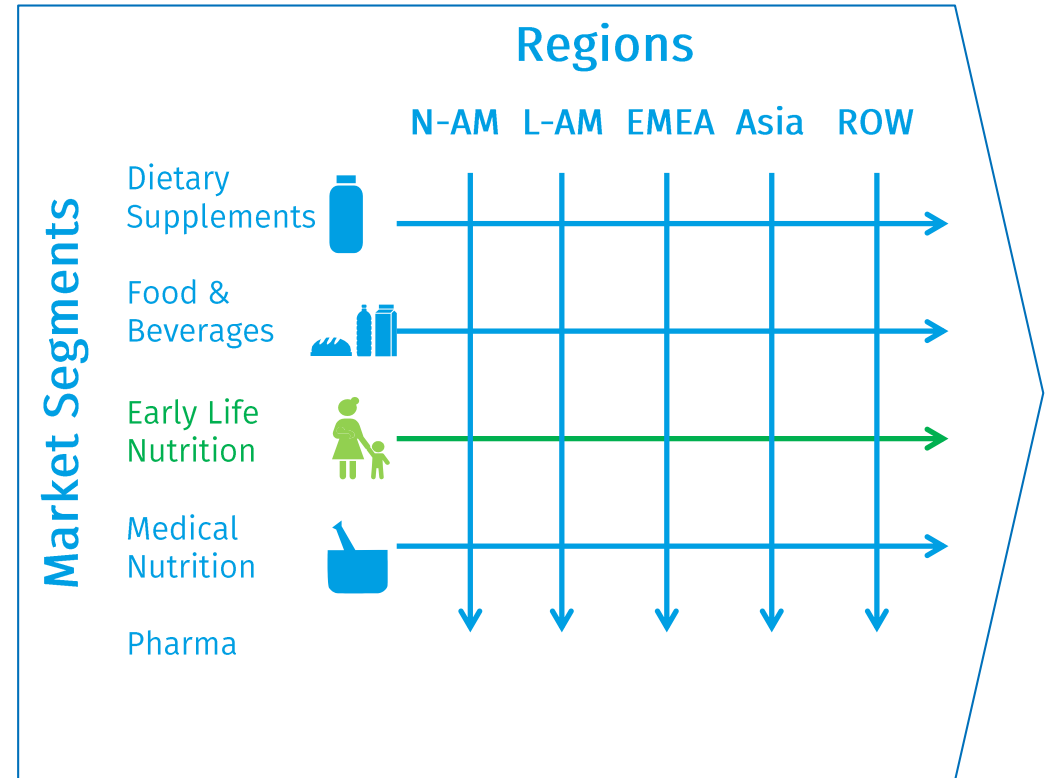 Regions
N-AM L-AM EMEA Asia ROW
Market Segments
Dietary
Supplements
Food &
Beverages
Early Life
Nutrition
Medical
Nutrition
Pharma